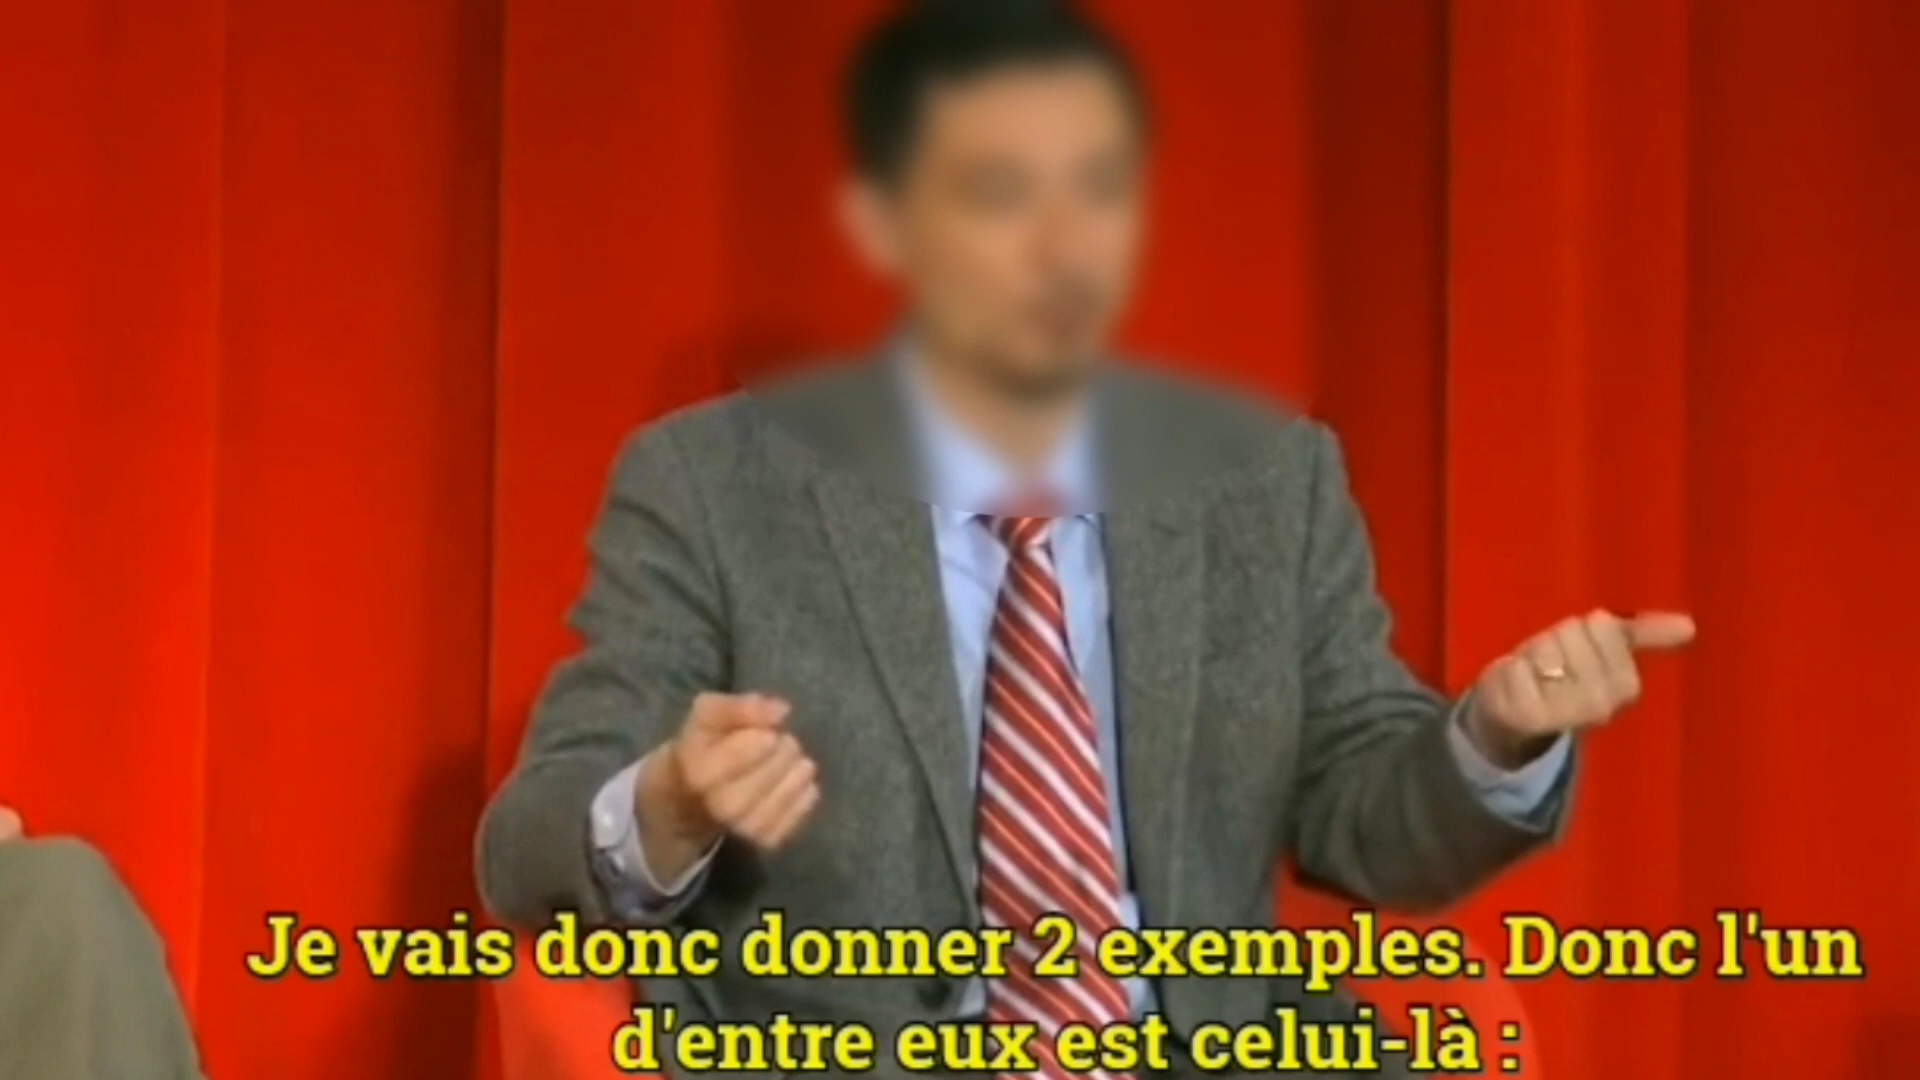 Je vais donc donner 2 exemples. Donc l'un
d'entre eux est celui-là :